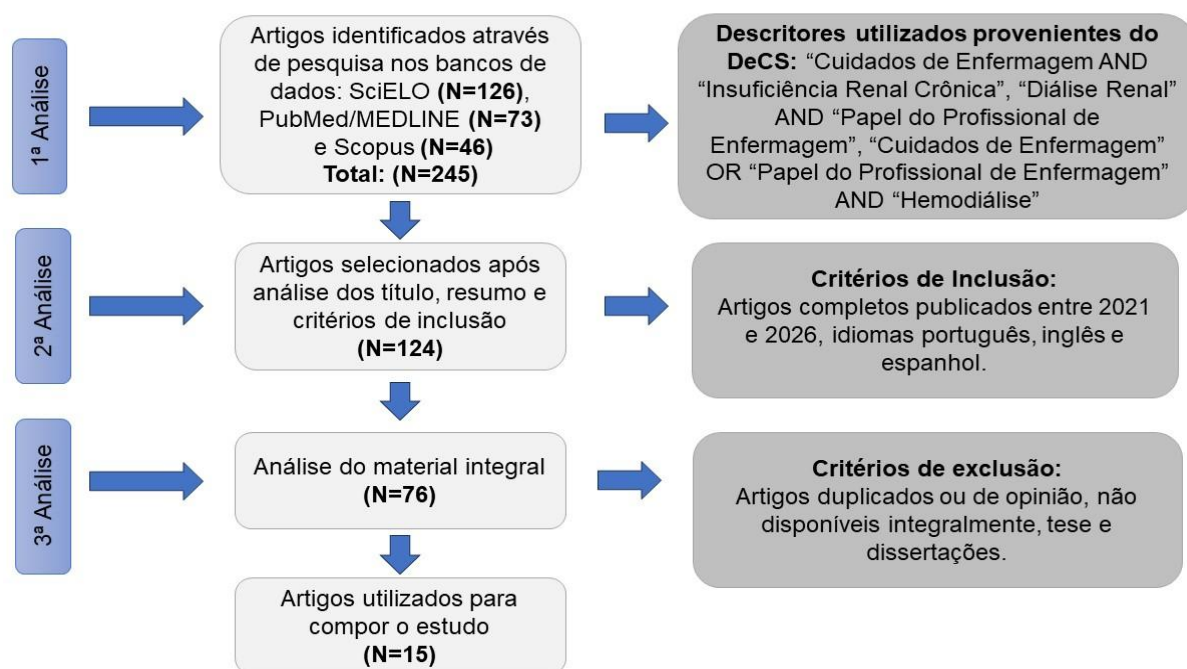 1ª Análise
Artigos identificados através
de pesquisa nos bancos de
dados: SciELO (N=126),
PubMed/MEDLINE (N=73)
e Scopus (N=46)
Total: (N=245)
Descritores utilizados provenientes do
DeCS: “Cuidados de Enfermagem AND
“Insuficiência Renal Crônica”, “Diálise Renal”
AND “Papel do Profissional de
Enfermagem”, “Cuidados de Enfermagem”
OR “Papel do Profissional de Enfermagem”
AND “Hemodiálise”
2ª Análise
Artigos selecionados após
análise dos título, resumo e
critérios de inclusão
(N=124)
Critérios de Inclusão:
Artigos completos publicados entre 2021
e 2026, idiomas português, inglês e
espanhol.
3ª Análise
Análise do material integral
(N=76)
Critérios de exclusão:
Artigos duplicados ou de opinião, não
disponíveis integralmente, tese e
dissertações.
Artigos utilizados para
compor o estudo
(N=15)